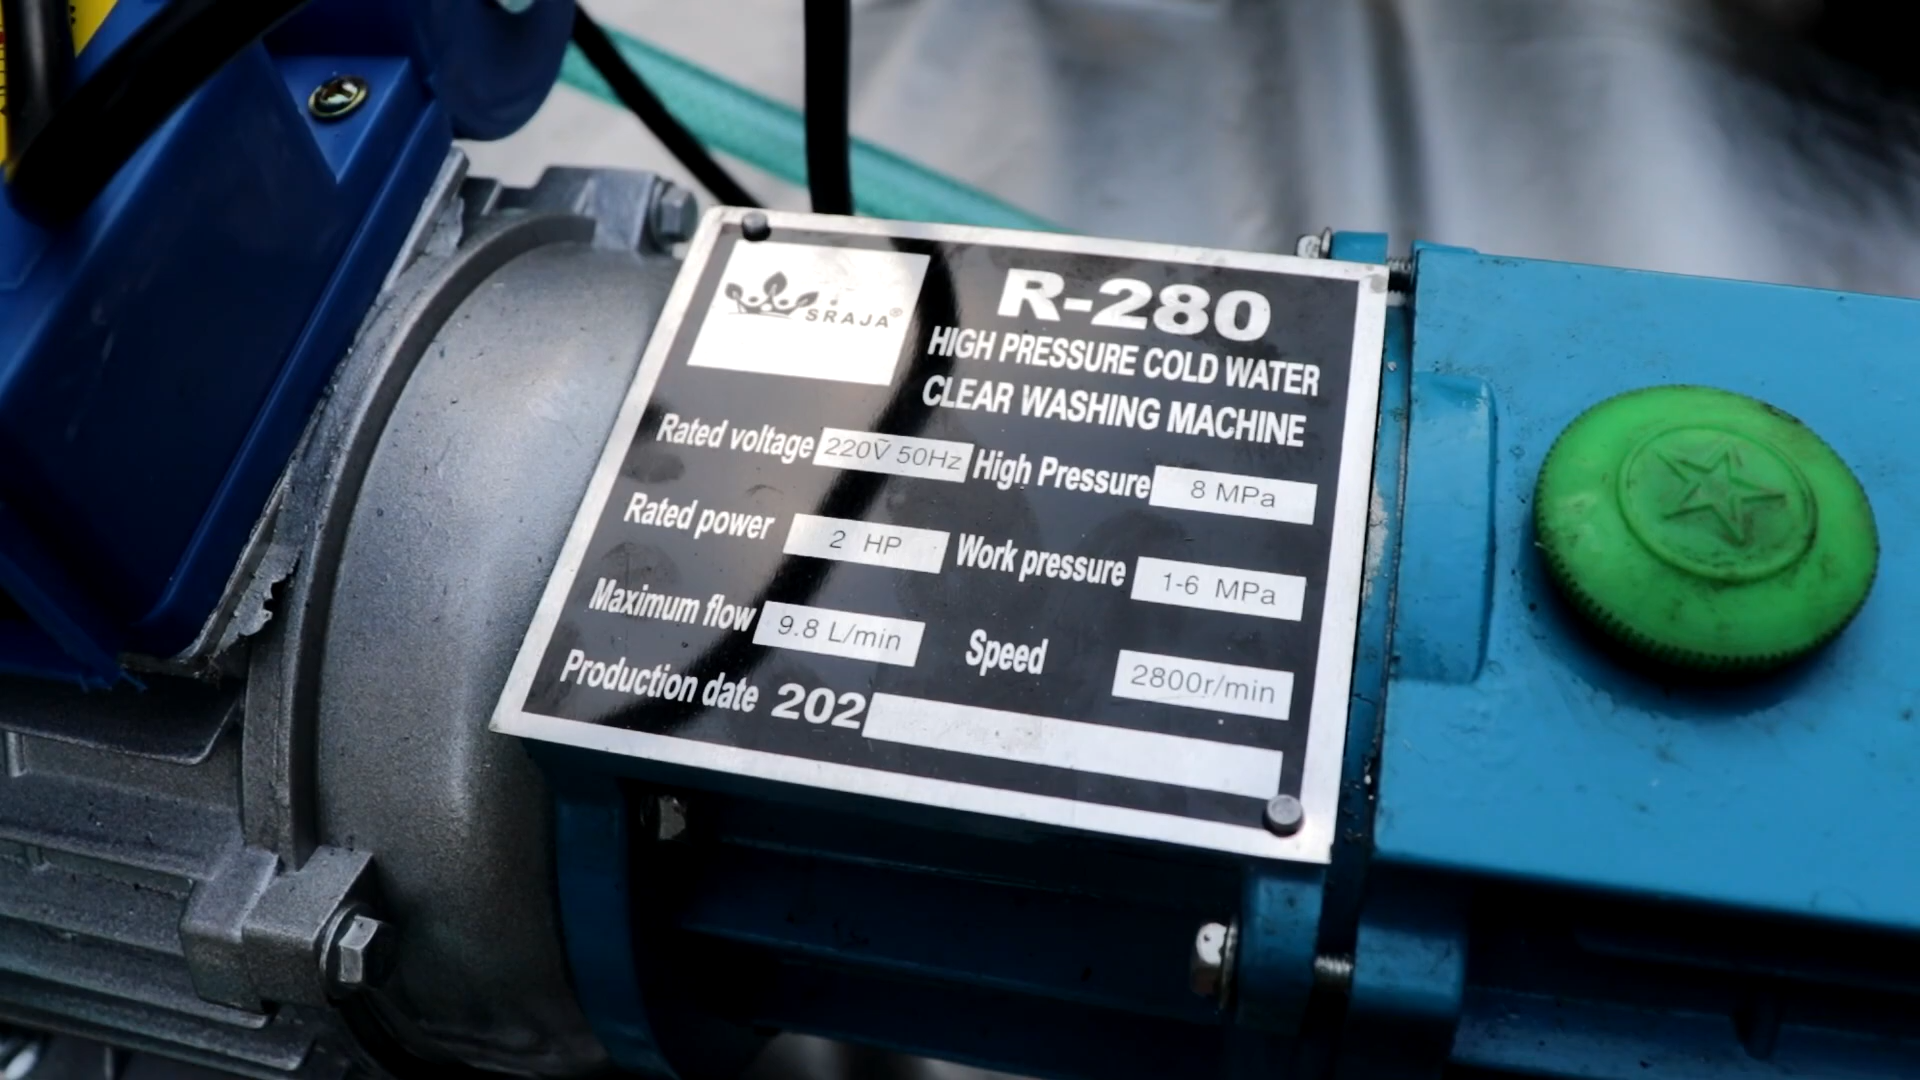 SRAJA®
R-280
HIGH PRESSURE COLD WATER
CLEAR WASHING MACHINE
Rated voltage 220V~ 50Hz High Pressure 8 MPa
Rated power 2 HP Work pressure 1-6 MPa
Maximum flow 9.8 L/min Speed 2800r/min
Production date 202